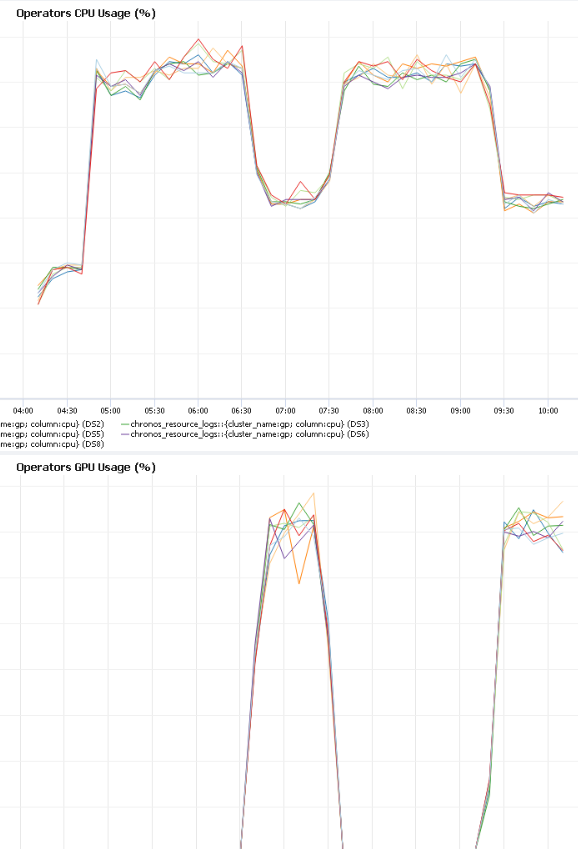 Operators CPU Usage (%)
04:00 04:30 05:00 05:30 06:00 06:30 07:00 07:30 08:00 08:30 09:00 09:30 10:00
me:gp; column:cpu} (DS2) chronos_resource_logs::{cluster_name:gp; column:cpu} (DS3)
me:gp; column:cpu} (DS5) chronos_resource_logs::{cluster_name:gp; column:cpu} (DS6)
me:gp; column:cpu} (DS8)
Operators GPU Usage (%)